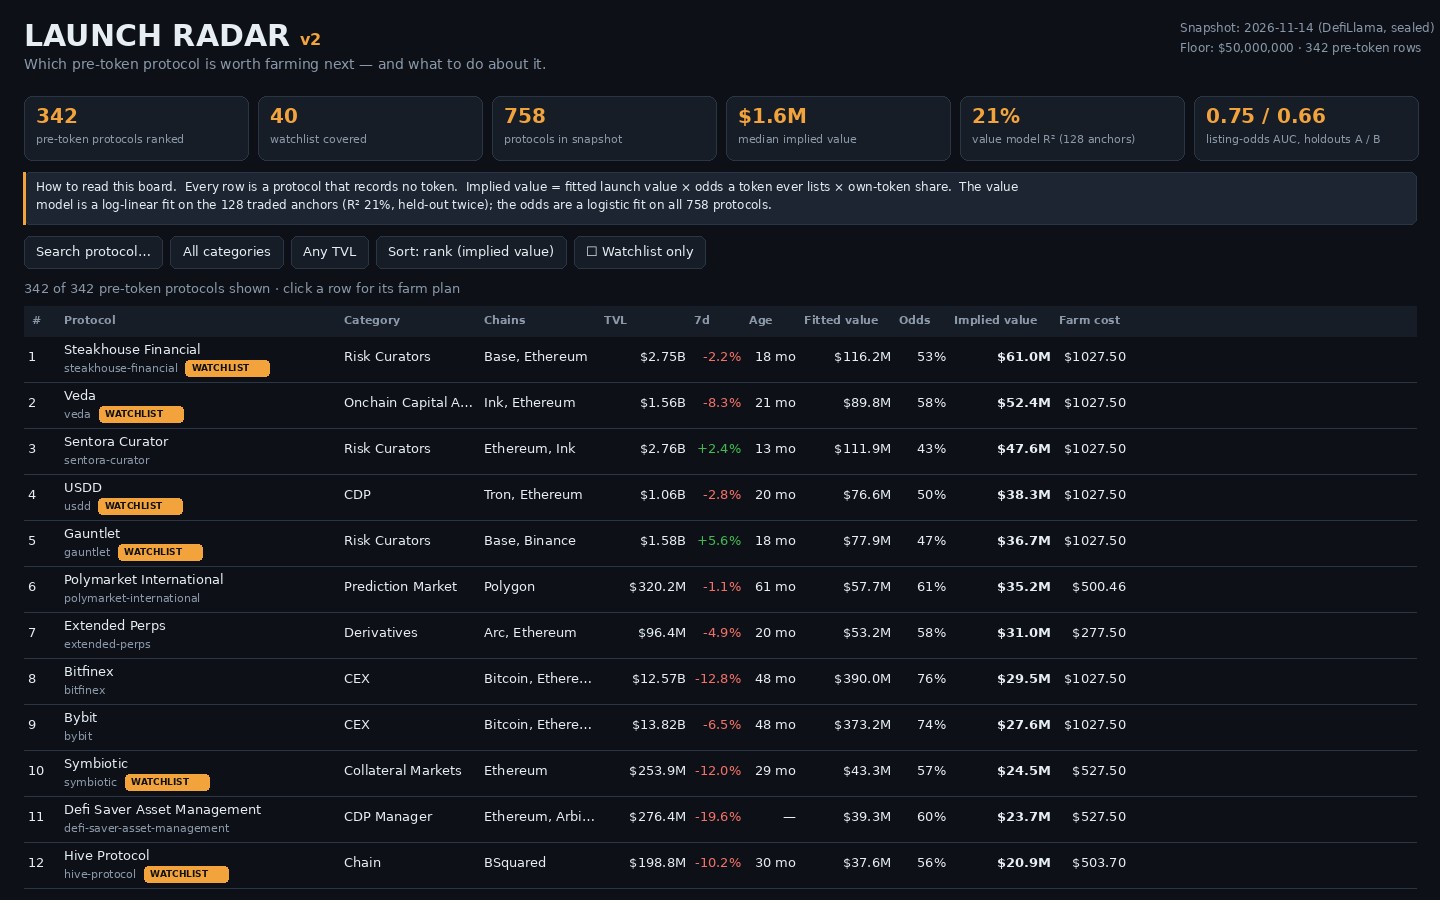 LAUNCH RADAR v2
Snapshot: 2026-11-14 (DefiLlama, sealed)
Which pre-token protocol is worth farming next — and what to do about it.
Floor: $50,000,000 · 342 pre-token rows
342
pre-token protocols ranked
40
watchlist covered
758
protocols in snapshot
$1.6M
median implied value
21%
value model R² (128 anchors)
0.75 / 0.66
listing-odds AUC, holdouts A / B
How to read this board. Every row is a protocol that records no token. Implied value = fitted launch value × odds a token ever lists × own-token share. The value
model is a log-linear fit on the 128 traded anchors (R² 21%, held-out twice); the odds are a logistic fit on all 758 protocols.
Search protocol... All categories Any TVL Sort: rank (implied value) ☐ Watchlist only
342 of 342 pre-token protocols shown · click a row for its farm plan
# Protocol Category Chains TVL 7d Age Fitted value Odds Implied value Farm cost
1 Steakhouse Financial Risk Curators Base, Ethereum $2.75B -2.2% 18 mo $116.2M 53% $61.0M $1027.50
steakhouse-financial WATCHLIST
2 Veda Onchain Capital A... Ink, Ethereum $1.56B -8.3% 21 mo $89.8M 58% $52.4M $1027.50
veda WATCHLIST
3 Sentora Curator Risk Curators Ethereum, Ink $2.76B +2.4% 13 mo $111.9M 43% $47.6M $1027.50
sentora-curator
4 USDD CDP Tron, Ethereum $1.06B -2.8% 20 mo $76.6M 50% $38.3M $1027.50
usdd WATCHLIST
5 Gauntlet Risk Curators Base, Binance $1.58B +5.6% 18 mo $77.9M 47% $36.7M $1027.50
gauntlet WATCHLIST
6 Polymarket International Prediction Market Polygon $320.2M -1.1% 61 mo $57.7M 61% $35.2M $500.46
polymarket-international
7 Extended Perps Derivatives Arc, Ethereum $96.4M -4.9% 20 mo $53.2M 58% $31.0M $277.50
extended-perps
8 Bitfinex CEX Bitcoin, Ethere... $12.57B -12.8% 48 mo $390.0M 76% $29.5M $1027.50
bitfinex
9 Bybit CEX Bitcoin, Ethere... $13.82B -6.5% 48 mo $373.2M 74% $27.6M $1027.50
bybit
10 Symbiotic Collateral Markets Ethereum $253.9M -12.0% 29 mo $43.3M 57% $24.5M $527.50
symbiotic WATCHLIST
11 Defi Saver Asset Management CDP Manager Ethereum, Arbi... $276.4M -19.6% — $39.3M 60% $23.7M $527.50
defi-saver-asset-management
12 Hive Protocol Chain BSquared $198.8M -10.2% 30 mo $37.6M 56% $20.9M $503.70
hive-protocol WATCHLIST